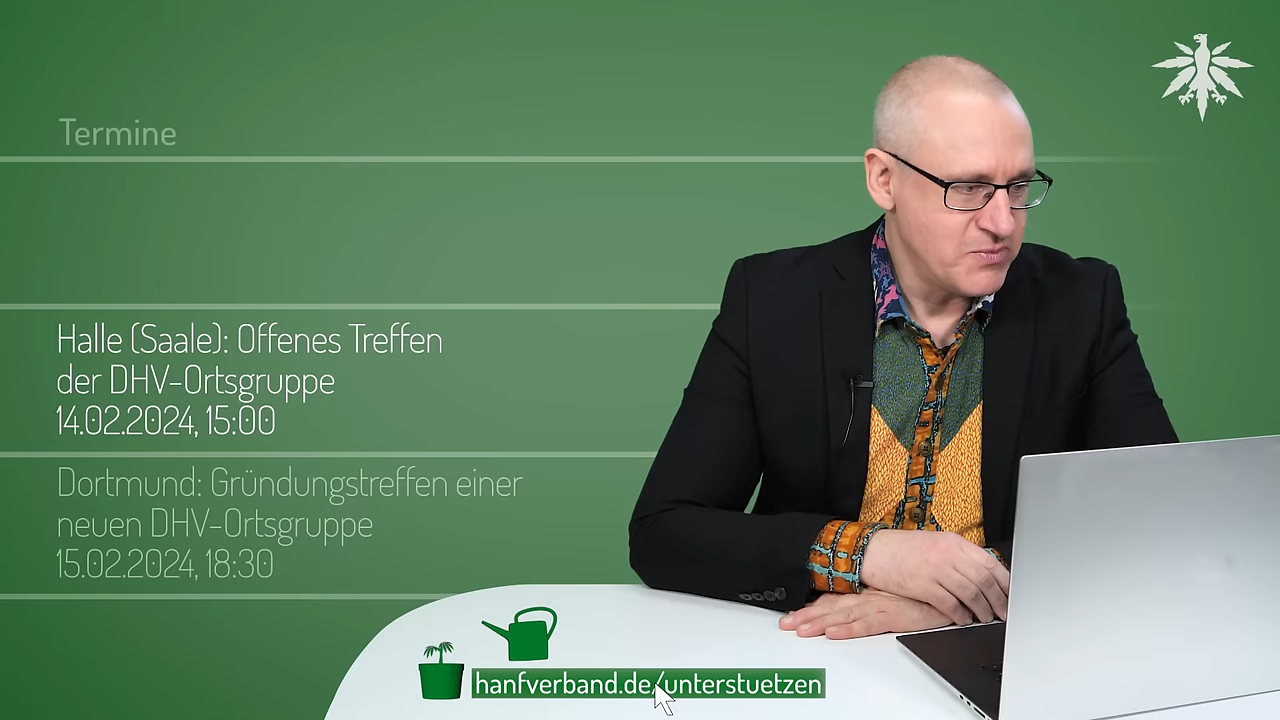 Termine
Halle (Saale): Offenes Treffen
der DHV-Ortsgruppe
14.02.2024, 15:00
Dortmund: Gründungstreffen einer
neuen DHV-Ortsgruppe
15.02.2024, 18:30
hanfverband.de/unterstuetzen